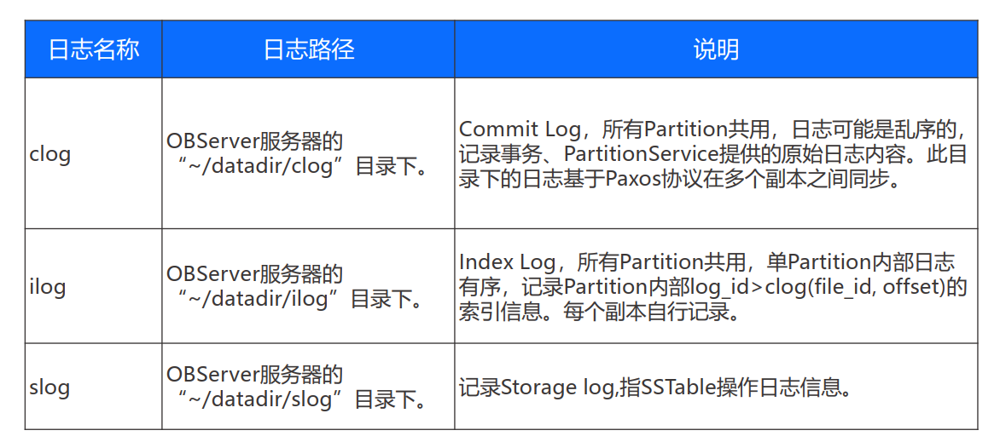 日志名称
日志路径
说明
clog
OBServer服务器的
“~/datadir/clog”目录下。
Commit Log，所有Partition共用，日志可能是乱序的，
记录事务、PartitionService提供的原始日志内容。此目
录下的日志基于Paxos协议在多个副本之间同步。
ilog
OBServer服务器的
“~/datadir/ilog”目录下。
Index Log，所有Partition共用，单Partition内部日志
有序，记录Partition内部log_id>clog(file_id, offset)的
索引信息。每个副本自行记录。
slog
OBServer服务器的
“~/datadir/slog”目录下。
记录Storage log,指SSTable操作日志信息。